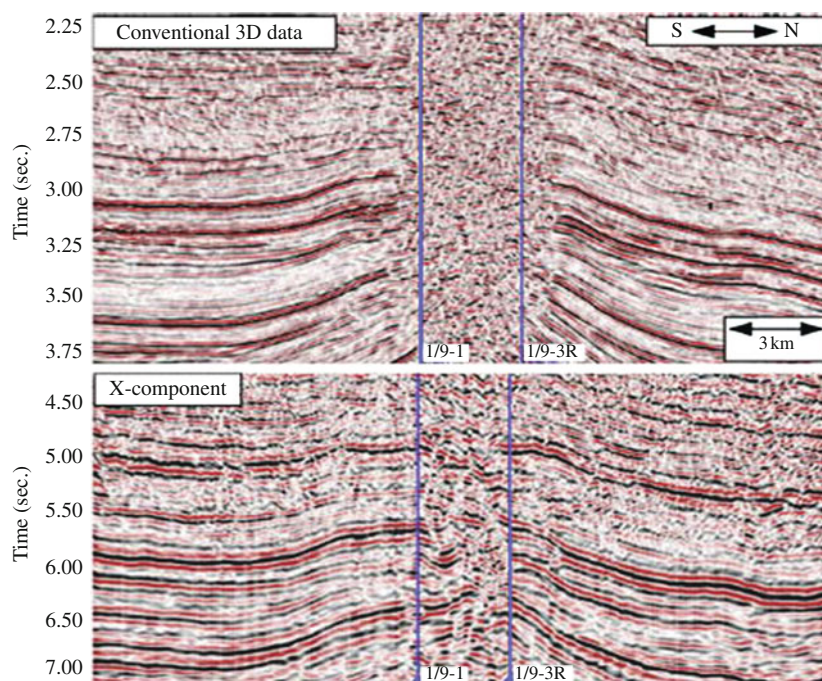 Conventional 3D data
S N
2.25
2.50
2.75
3.00
3.25
3.50
3.75
Time (sec.)
3 km
1/9-1
1/9-3R
X-component
4.50
5.00
5.50
6.00
6.50
7.00
Time (sec.)
1/9-1
1/9-3R